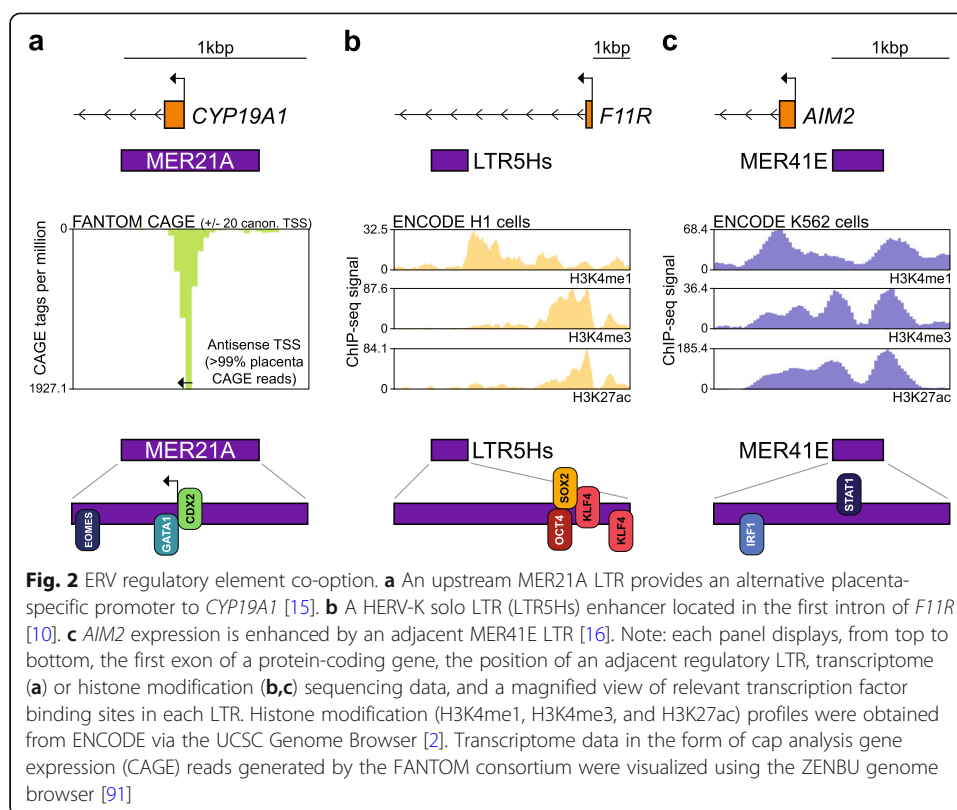 a
1kbp
CYP19A1
MER21A
FANTOM CAGE (+/- 20 canon. TSS)
0
CAGE tags per million
Antisense TSS
(>99% placenta
CAGE reads)
1927.1
MER21A
EOMES
GATA1
CDX2
b
1kbp
F11R
LTR5Hs
ENCODE H1 cells
32.5
0
H3K4me1
87.6
ChIP-seq signal
0
H3K4me3
84.1
0
H3K27ac
LTR5Hs
SOX2
OCT4
KLF4
KLF4
c
1kbp
AIM2
MER41E
ENCODE K562 cells
68.4
0
H3K4me1
36.4
ChIP-seq signal
0
H3K4me3
185.4
0
H3K27ac
MER41E
STAT1
IRF1
Fig. 2 ERV regulatory element co-option. a An upstream MER21A LTR provides an alternative placenta-
specific promoter to CYP19A1 [15]. b A HERV-K solo LTR (LTR5Hs) enhancer located in the first intron of F11R
[10]. c AIM2 expression is enhanced by an adjacent MER41E LTR [16]. Note: each panel displays, from top to
bottom, the first exon of a protein-coding gene, the position of an adjacent regulatory LTR, transcriptome
(a) or histone modification (b,c) sequencing data, and a magnified view of relevant transcription factor
binding sites in each LTR. Histone modification (H3K4me1, H3K4me3, and H3K27ac) profiles were obtained
from ENCODE via the UCSC Genome Browser [2]. Transcriptome data in the form of cap analysis gene
expression (CAGE) reads generated by the FANTOM consortium were visualized using the ZENBU genome
browser [91]